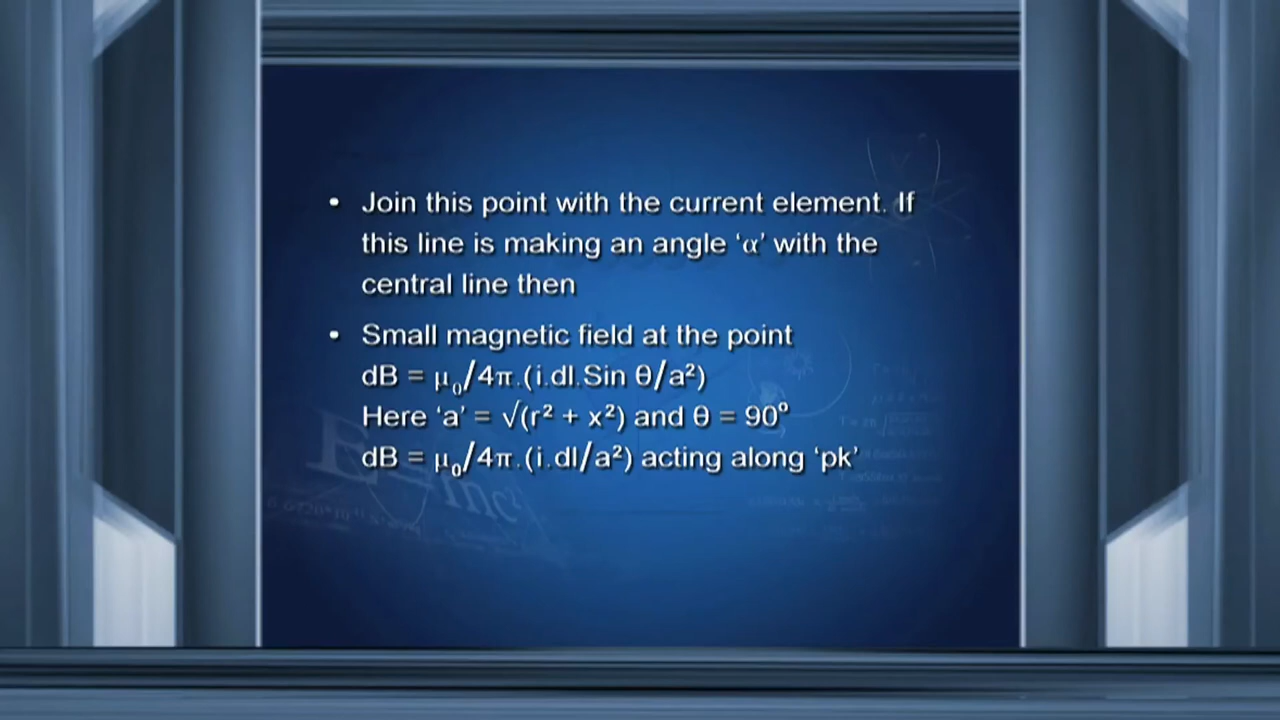 • Join this point with the current element. If
this line is making an angle ‘α’ with the
central line then
• Small magnetic field at the point
dB = μ₀/4π.(i.dl.Sin θ/a²)
Here ‘a’ = √(r² + x²) and θ = 90º
dB = μ₀/4π.(i.dl/a²) acting along ‘pk’
E=mc²